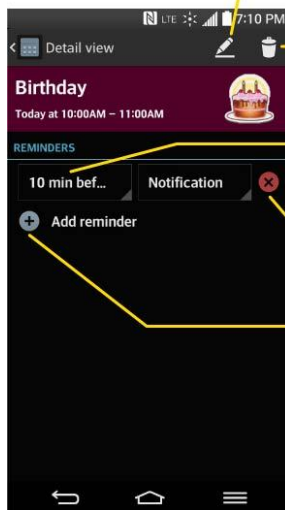 N LTE 7:10 PM
Detail view
Birthday
Today at 10:00AM – 11:00AM
REMINDERS
10 min bef... Notification
Add reminder